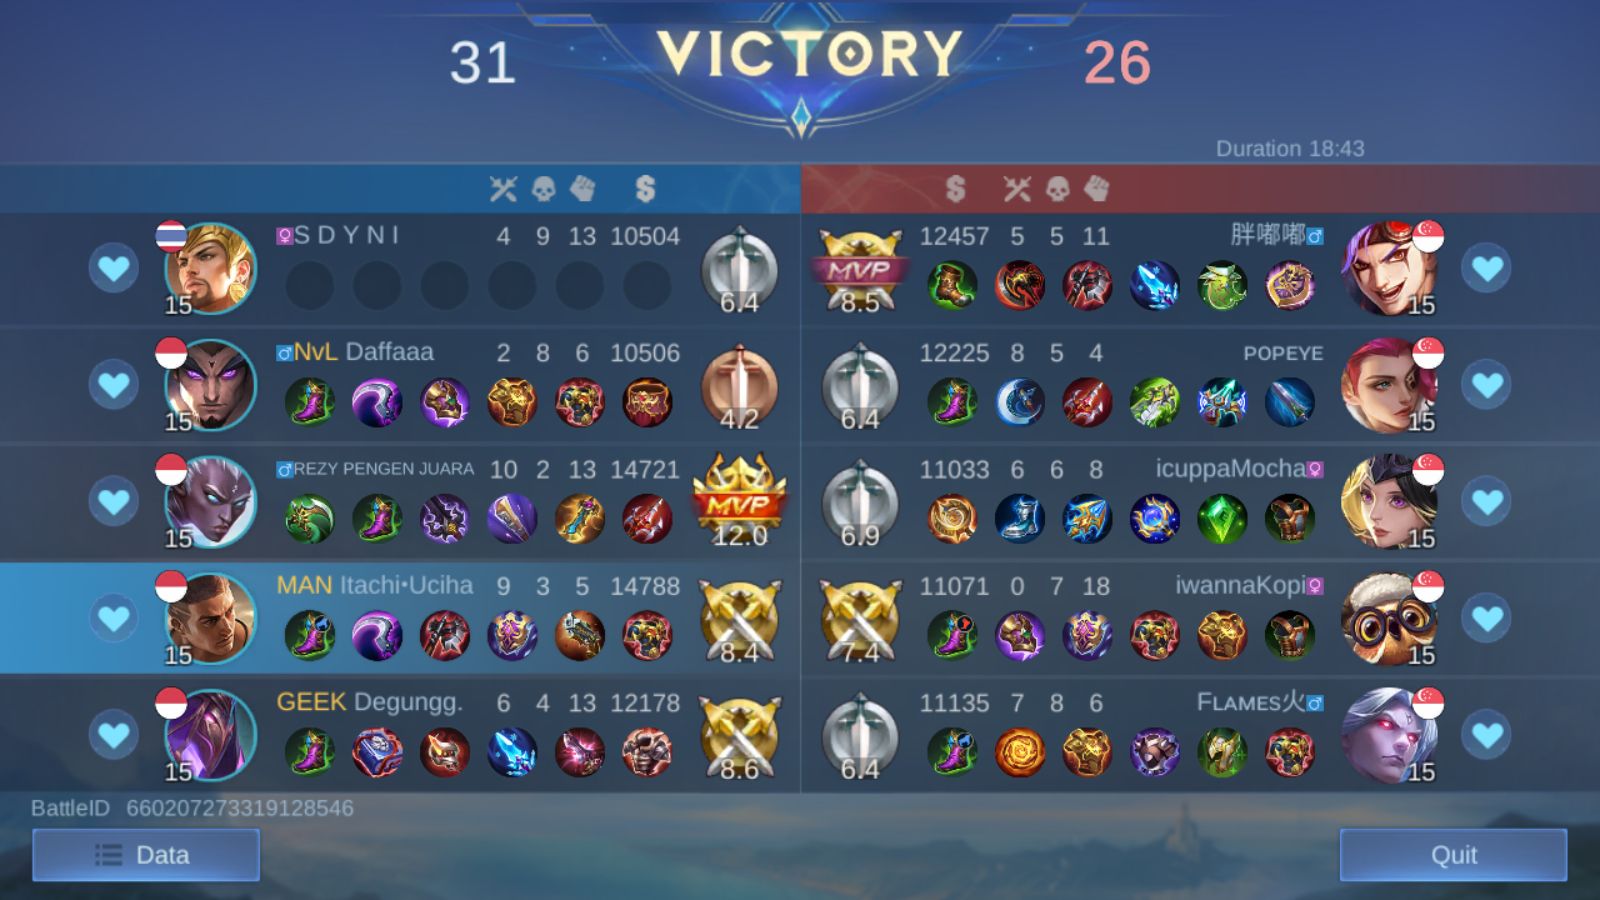 31 VICTORY 26
Duration 18:43
S D Y N I 4 9 13 10504 6.4 15
MVP 8.5 12457 5 5 11 胖嘟嘟 15
NvL Daffaaa 2 8 6 10506 4.2 15
6.4 12225 8 5 4 POPEYE 15
REZY PENGEN JUARA 10 2 13 14721 MVP 12.0 15
6.9 11033 6 6 8 icuppaMocha 15
MAN Itachi•Uciha 9 3 5 14788 8.4 15
7.4 11071 0 7 18 iwannaKopi 15
GEEK Degungg. 6 4 13 12178 8.6 15
6.4 11135 7 8 6 Flames火 15
BattleID 660207273319128546
Data
Quit